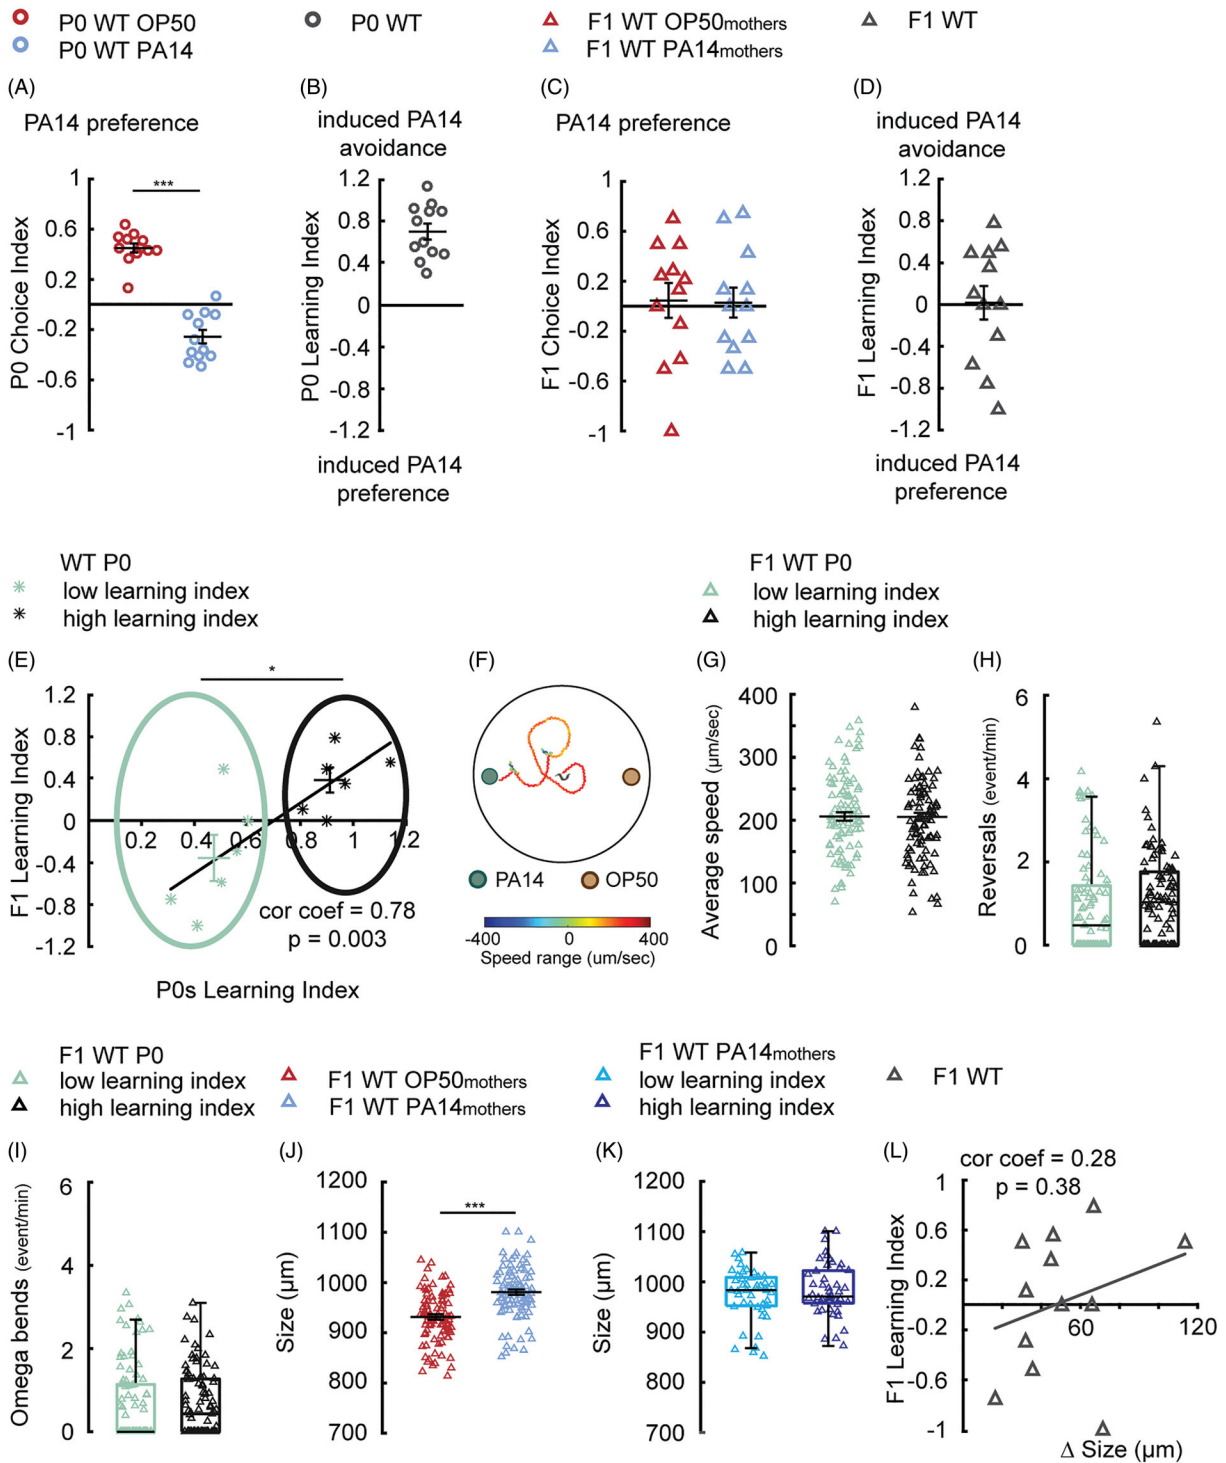 P0 WT OP50
P0 WT PA14
P0 WT
F1 WT OP50mothers
F1 WT PA14mothers
F1 WT
(A)
PA14 preference
P0 Choice Index
1
0.6
0.2
-0.2
-0.6
-1
***
(B)
induced PA14
avoidance
P0 Learning Index
1.2
0.8
0.4
0
-0.4
-0.8
-1.2
induced PA14
preference
(C)
PA14 preference
F1 Choice Index
1
0.6
0.2
-0.2
-0.6
-1
(D)
induced PA14
avoidance
F1 Learning Index
1.2
0.8
0.4
0
-0.4
-0.8
-1.2
induced PA14
preference
WT P0
low learning index
high learning index
F1 WT P0
low learning index
high learning index
(E)
F1 Learning Index
1.2
0.8
0.4
0
-0.4
-0.8
-1.2
*
0.2 0.4 0.6 0.8 1 1.2
cor coef = 0.78
p = 0.003
P0s Learning Index
(F)
PA14
OP50
-400 0 400
Speed range (um/sec)
(G)
Average speed (μm/sec)
400
300
200
100
0
(H)
Reversals (event/min)
6
4
2
0
F1 WT P0
low learning index
high learning index
F1 WT OP50mothers
F1 WT PA14mothers
F1 WT PA14mothers
low learning index
high learning index
F1 WT
(I)
Omega bends (event/min)
6
4
2
0
(J)
Size (μm)
1200
1100
1000
900
800
700
***
(K)
Size (μm)
1200
1100
1000
900
800
700
(L)
cor coef = 0.28
p = 0.38
F1 Learning Index
1
0.6
0.2
-0.2
-0.6
-1
60 120
Δ Size (μm)